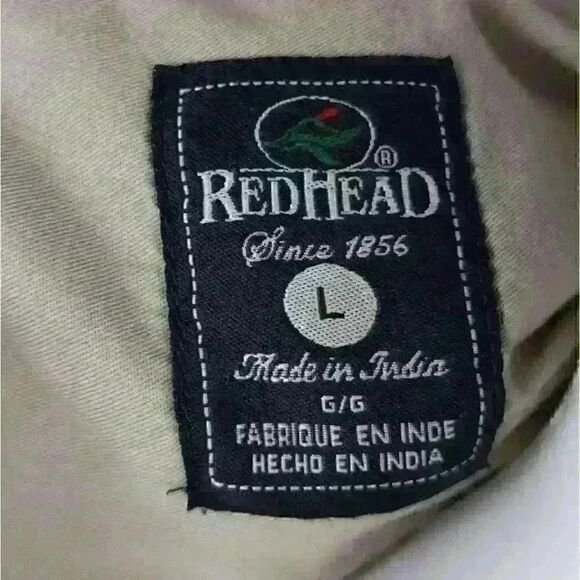 ®
REDHEAD
Since 1856
L
Made in India
G/G
FABRIQUE EN INDE
HECHO EN INDIA